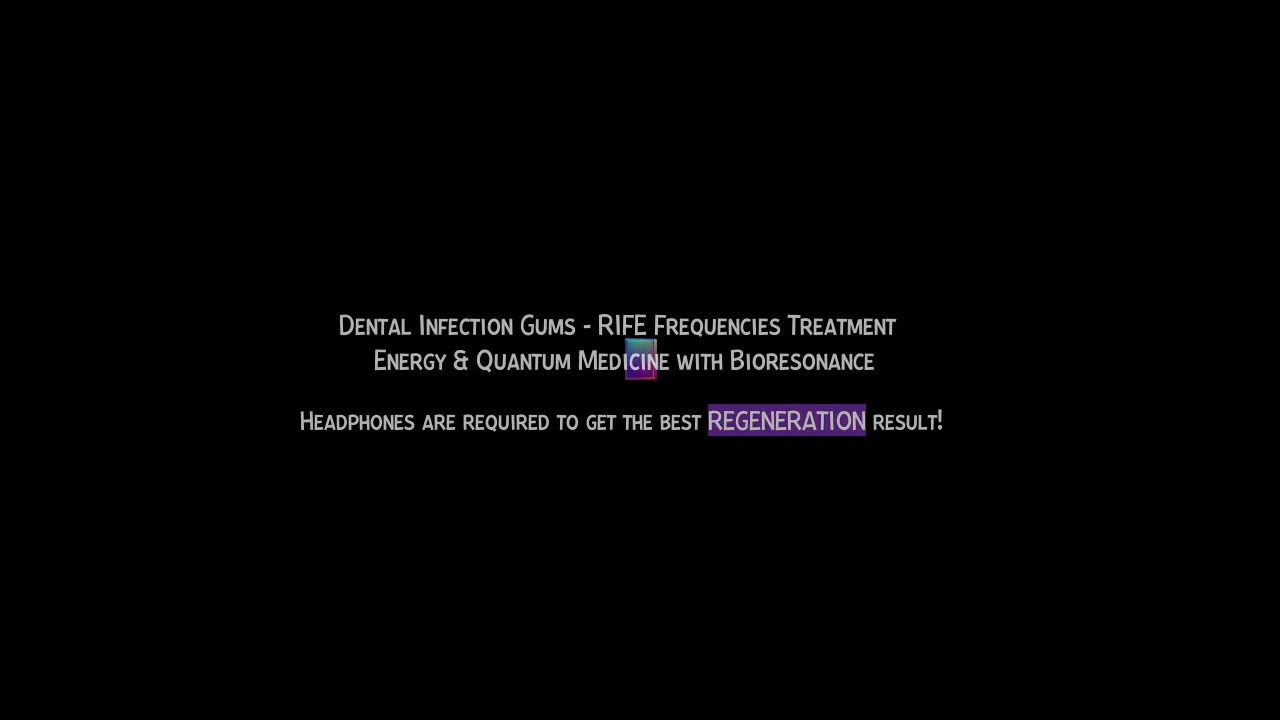 Dental Infection Gums - RIFE Frequencies Treatment
Energy & Quantum Medicine with Bioresonance
Headphones are required to get the best REGENERATION result!